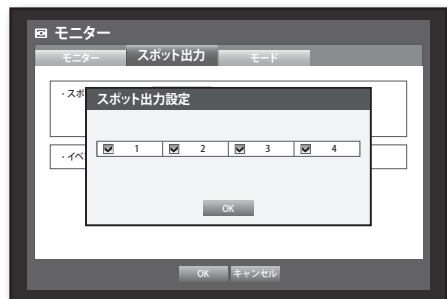 モニター
モニター スポット出力 モード
・スポ
スポット出力設定
1 2 3 4
・イベ
OK
OK キャンセル